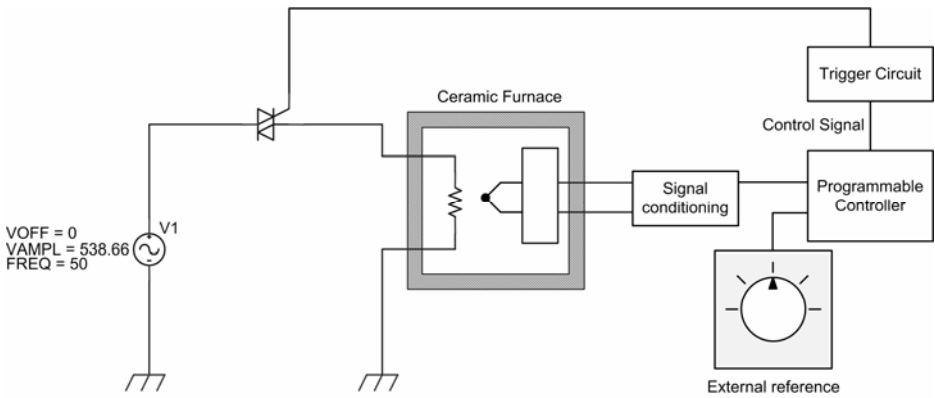 Trigger Circuit
Ceramic Furnace
Control Signal
Signal
conditioning
Programmable
Controller
V1
VOFF = 0
VAMPL = 538.66
FREQ = 50
External reference